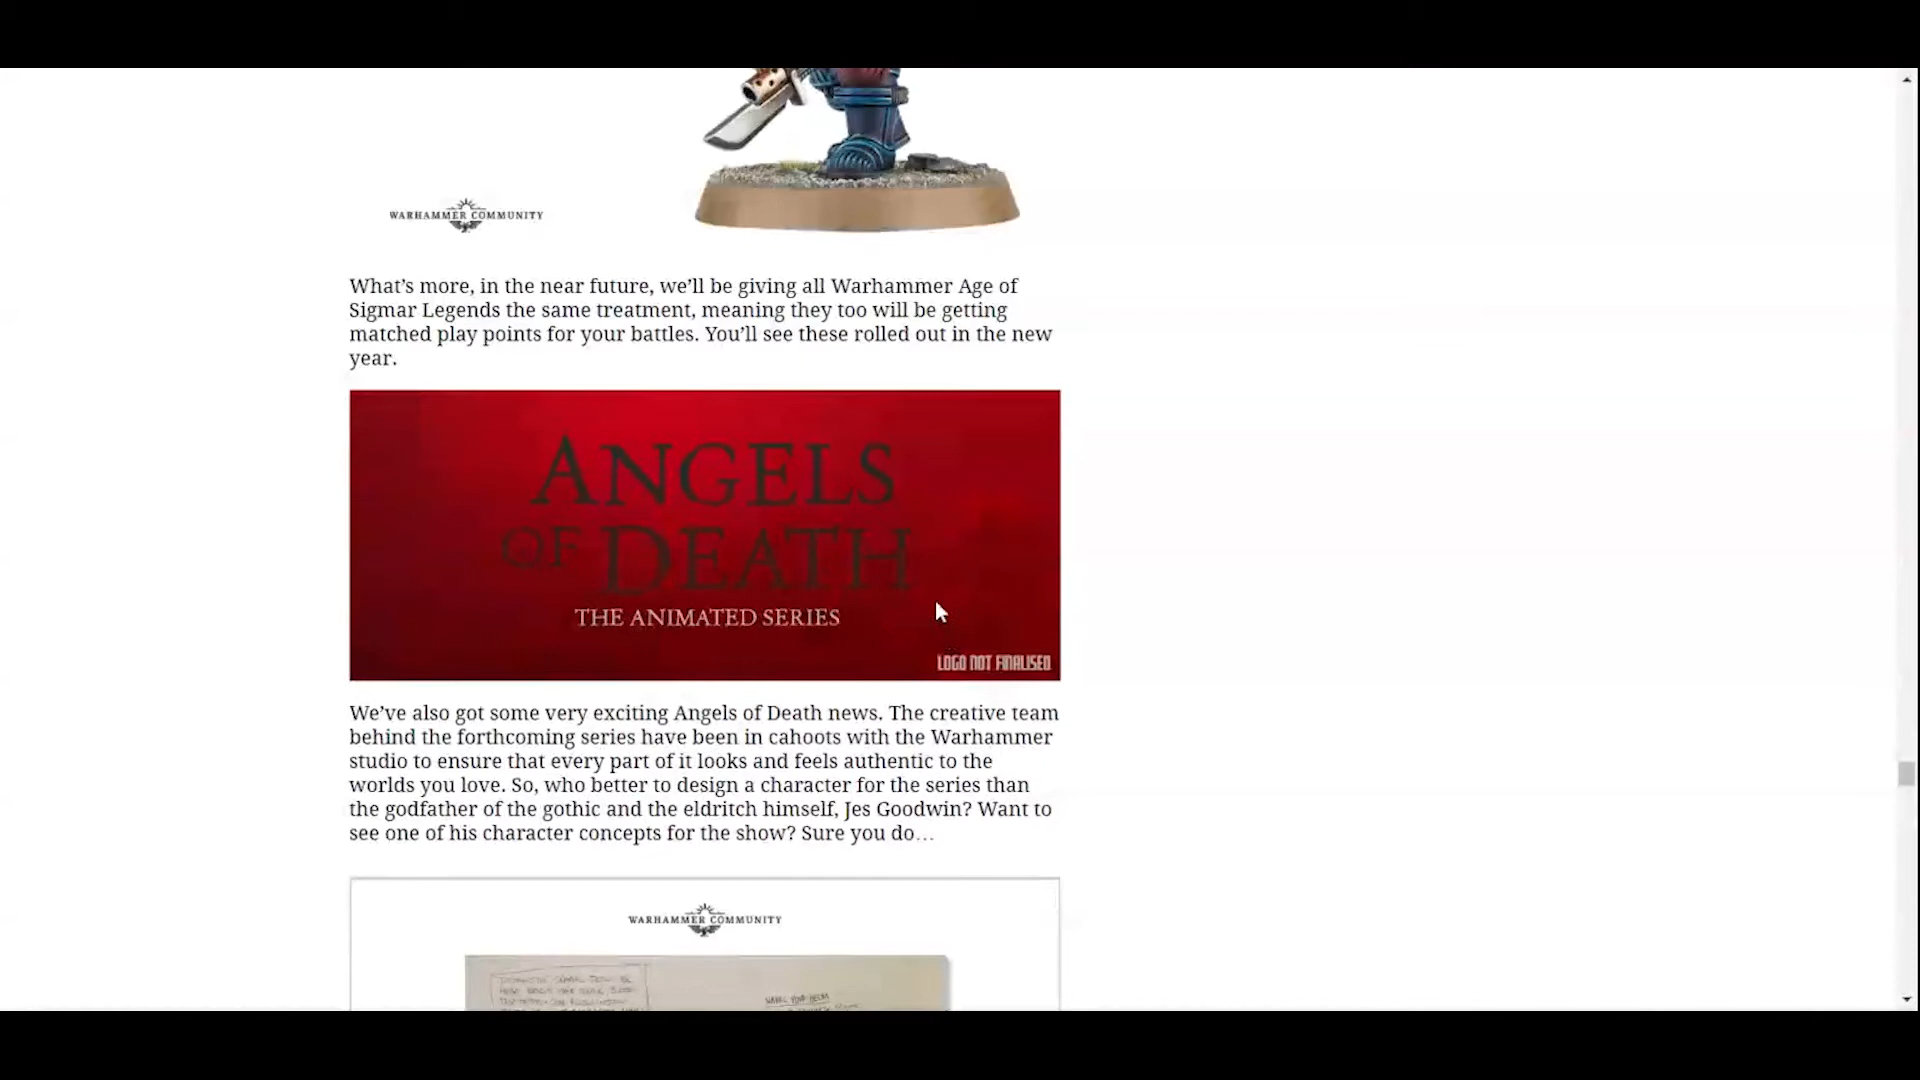 WARHAMMER COMMUNITY
What’s more, in the near future, we’ll be giving all Warhammer Age of
Sigmar Legends the same treatment, meaning they too will be getting
matched play points for your battles. You’ll see these rolled out in the new
year.
ANGELS
OF DEATH
THE ANIMATED SERIES
LOGO NOT FINALISED
We’ve also got some very exciting Angels of Death news. The creative team
behind the forthcoming series have been in cahoots with the Warhammer
studio to ensure that every part of it looks and feels authentic to the
worlds you love. So, who better to design a character for the series than
the godfather of the gothic and the eldritch himself, Jes Goodwin? Want to
see one of his character concepts for the show? Sure you do…
WARHAMMER COMMUNITY